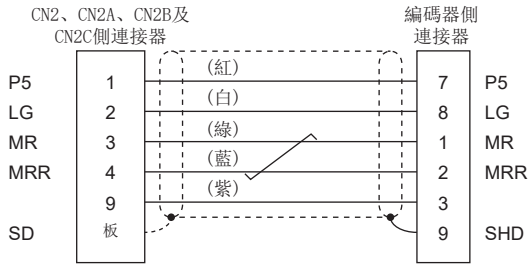 CN2、CN2A、CN2B及
CN2C側連接器
編碼器側
連接器
P5 1 (紅) 7 P5
LG 2 (白) 8 LG
MR 3 (綠) 1 MR
MRR 4 (藍) 2 MRR
9 (紫) 3
SD 板 9 SHD